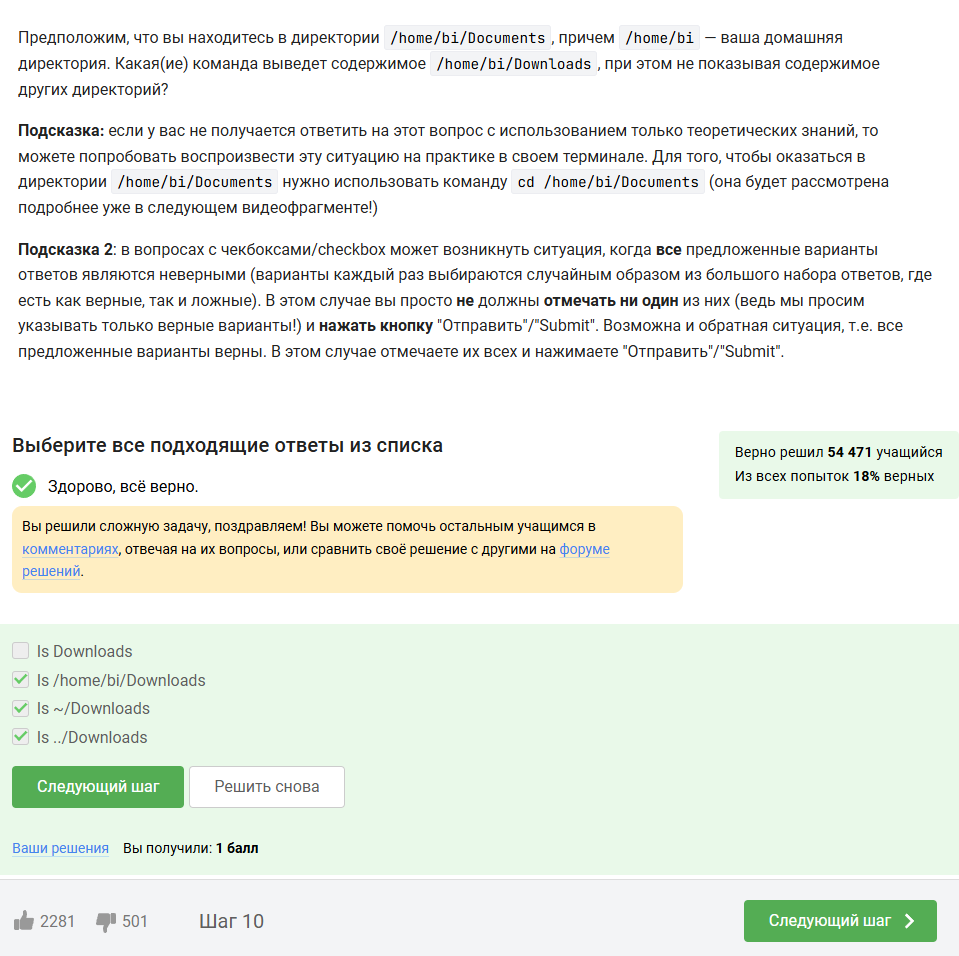 Предположим, что вы находитесь в директории /home/bi/Documents, причем /home/bi — ваша домашняя
директория. Какая(ие) команда выведет содержимое /home/bi/Downloads, при этом не показывая содержимое
других директорий?
Подсказка: если у вас не получается ответить на этот вопрос с использованием только теоретических знаний, то
можете попробовать воспроизвести эту ситуацию на практике в своем терминале. Для того, чтобы оказаться в
директории /home/bi/Documents нужно использовать команду cd /home/bi/Documents (она будет рассмотрена
подробнее уже в следующем видеофрагменте!)
Подсказка 2: в вопросах с чекбоксами/checkbox может возникнуть ситуация, когда все предложенные варианты
ответов являются неверными (варианты каждый раз выбираются случайным образом из большого набора ответов, где
есть как верные, так и ложные). В этом случае вы просто не должны отмечать ни один из них (ведь мы просим
указывать только верные варианты!) и нажать кнопку "Отправить"/"Submit". Возможна и обратная ситуация, т.е. все
предложенные варианты верны. В этом случае отмечаете их всех и нажимаете "Отправить"/"Submit".
Выберите все подходящие ответы из списка
Верно решил 54 471 учащийся
Из всех попыток 18% верных
Здорово, всё верно.
Вы решили сложную задачу, поздравляем! Вы можете помочь остальным учащимся в
комментариях, отвечая на их вопросы, или сравнить своё решение с другими на форуме
решений.
ls Downloads
ls /home/bi/Downloads
ls ~/Downloads
ls ../Downloads
Следующий шаг
Решить снова
Ваши решения Вы получили: 1 балл
2281 501 Шаг 10
Следующий шаг